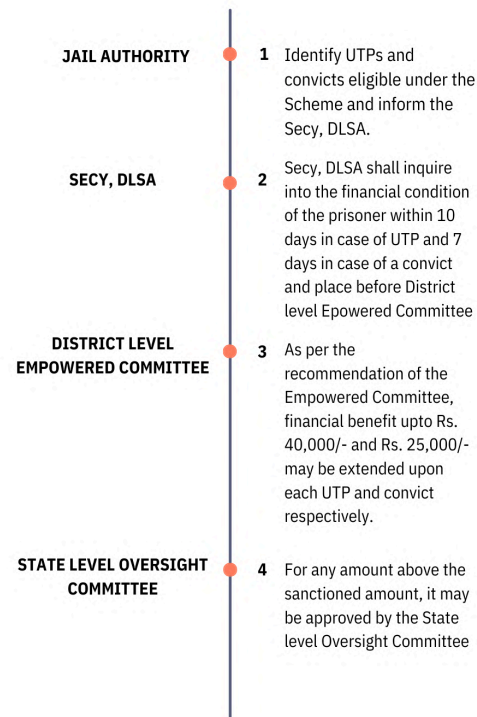 JAIL AUTHORITY
1 Identify UTPs and
convicts eligible under the
Scheme and inform the
Secy, DLSA.
SECY, DLSA
2 Secy, DLSA shall inquire
into the financial condition
of the prisoner within 10
days in case of UTP and 7
days in case of a convict
and place before District
level Epowered Committee
DISTRICT LEVEL
EMPOWERED COMMITTEE
3 As per the
recommendation of the
Empowered Committee,
financial benefit upto Rs.
40,000/- and Rs. 25,000/-
may be extended upon
each UTP and convict
respectively.
STATE LEVEL OVERSIGHT
COMMITTEE
4 For any amount above the
sanctioned amount, it may
be approved by the State
level Oversight Committee